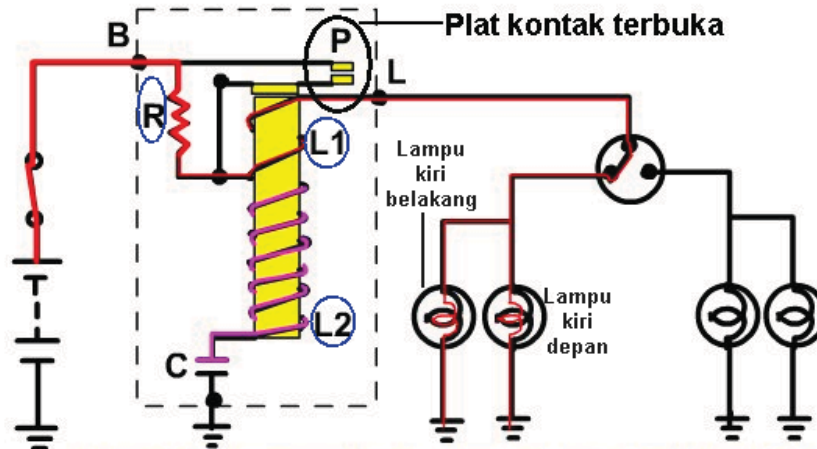 Plat kontak terbuka
B
P
L
R
L1
Lampu
kiri
belakang
L2
Lampu
kiri
depan
C